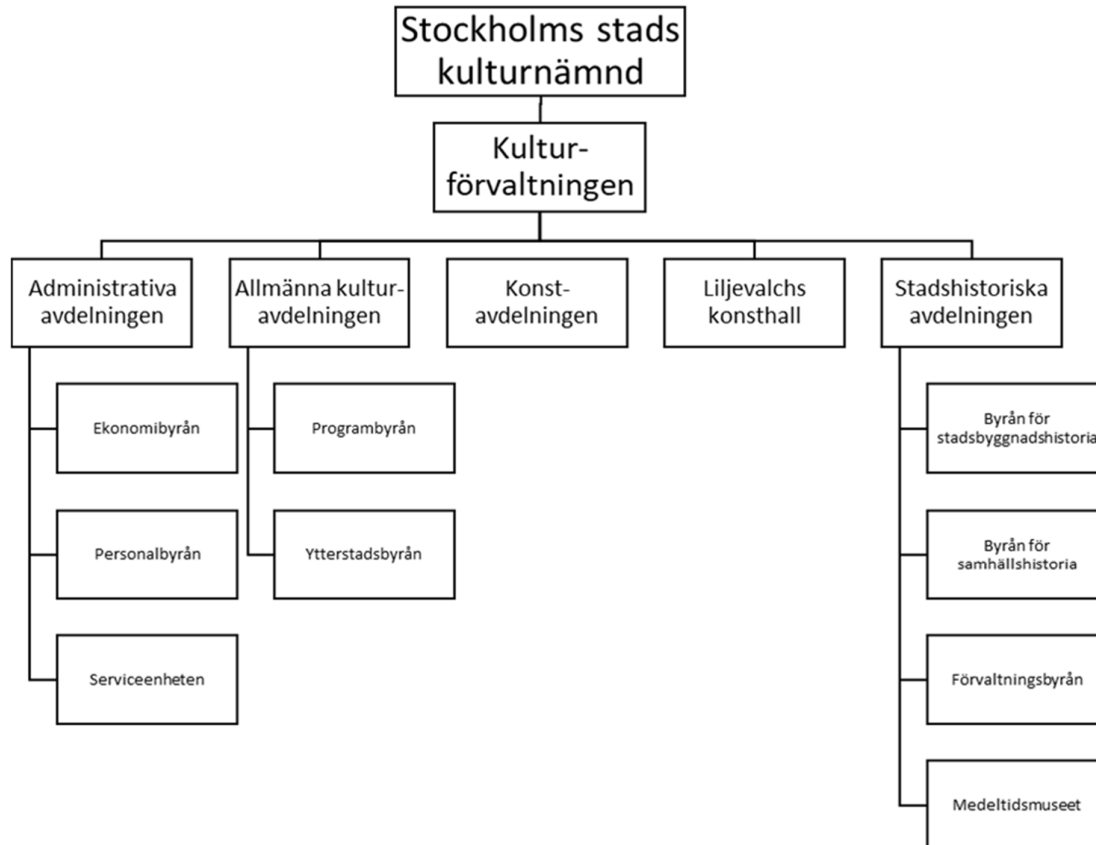 Stockholms stads
kulturnämnd
Kultur-
förvaltningen
Administrativa
avdelningen
Allmänna kultur-
avdelningen
Konst-
avdelningen
Liljevalchs
konsthall
Stadshistoriska
avdelningen
Ekonomibyrån
Personalbyrån
Serviceenheten
Programbyrån
Ytterstadsbyrån
Byrån för
stadsbyggnadshistoria
Byrån för
samhällshistoria
Förvaltningsbyrån
Medeltidsmuseet